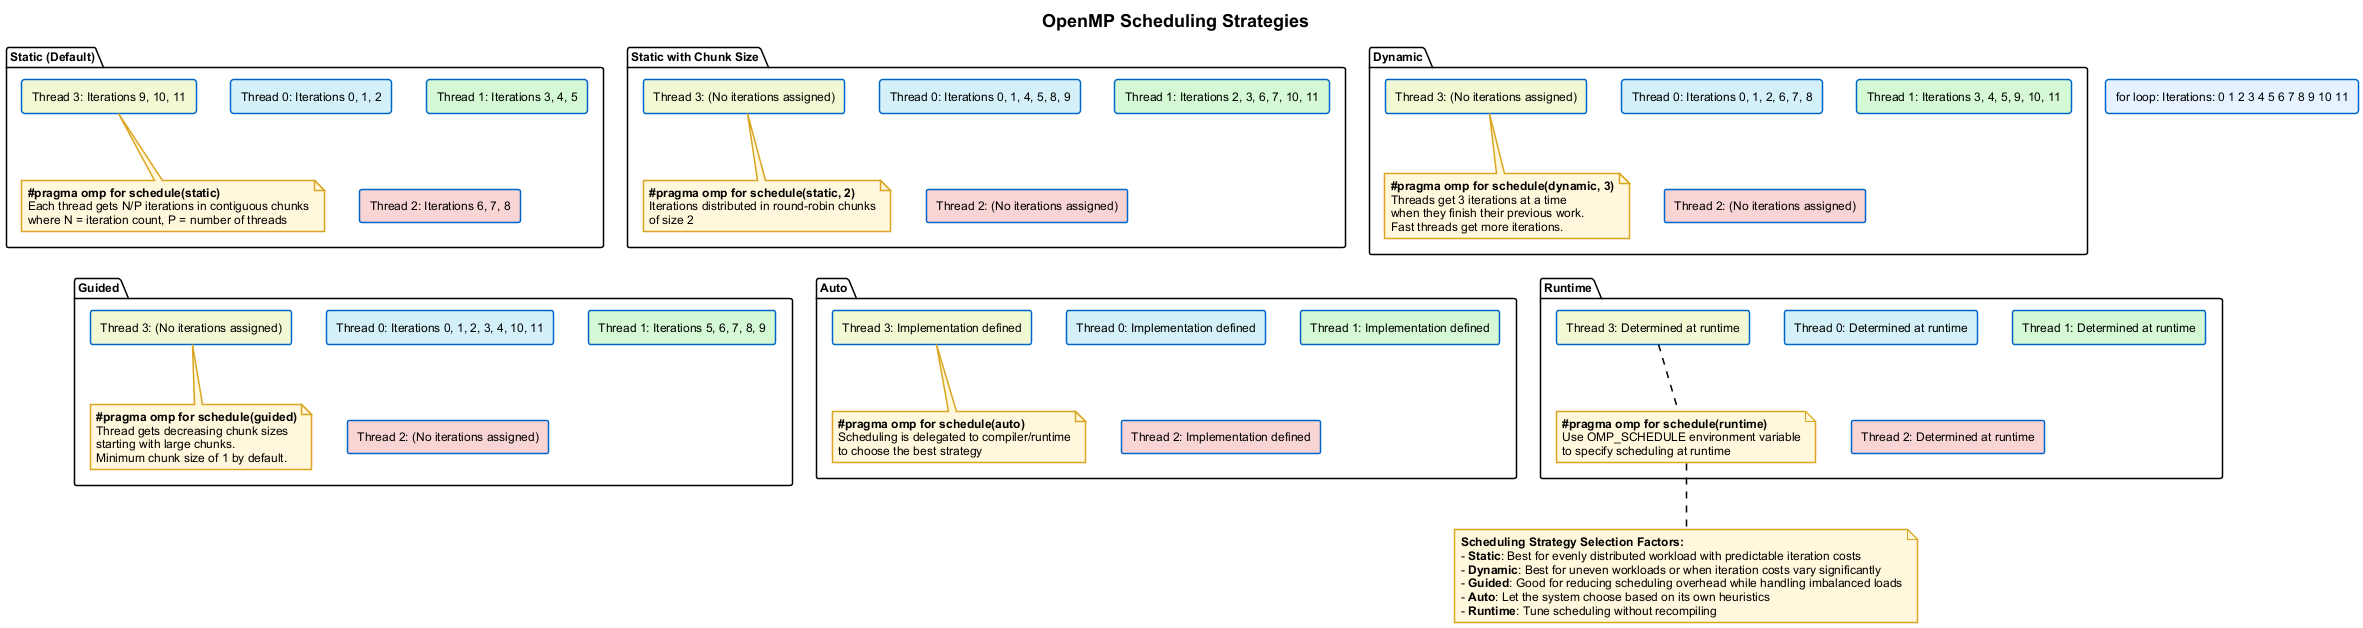 OpenMP Scheduling Strategies
Static (Default)
Thread 3: Iterations 9, 10, 11
Thread 0: Iterations 0, 1, 2
Thread 1: Iterations 3, 4, 5
#pragma omp for schedule(static)
Each thread gets N/P iterations in contiguous chunks
where N = iteration count, P = number of threads
Thread 2: Iterations 6, 7, 8
Static with Chunk Size
Thread 3: (No iterations assigned)
Thread 0: Iterations 0, 1, 4, 5, 8, 9
Thread 1: Iterations 2, 3, 6, 7, 10, 11
#pragma omp for schedule(static, 2)
Iterations distributed in round-robin chunks
of size 2
Thread 2: (No iterations assigned)
Dynamic
Thread 3: (No iterations assigned)
Thread 0: Iterations 0, 1, 2, 6, 7, 8
Thread 1: Iterations 3, 4, 5, 9, 10, 11
#pragma omp for schedule(dynamic, 3)
Threads get 3 iterations at a time
when they finish their previous work.
Fast threads get more iterations.
Thread 2: (No iterations assigned)
for loop: Iterations: 0 1 2 3 4 5 6 7 8 9 10 11
Guided
Thread 3: (No iterations assigned)
Thread 0: Iterations 0, 1, 2, 3, 4, 10, 11
Thread 1: Iterations 5, 6, 7, 8, 9
#pragma omp for schedule(guided)
Thread gets decreasing chunk sizes
starting with large chunks.
Minimum chunk size of 1 by default.
Thread 2: (No iterations assigned)
Auto
Thread 3: Implementation defined
Thread 0: Implementation defined
Thread 1: Implementation defined
#pragma omp for schedule(auto)
Scheduling is delegated to compiler/runtime
to choose the best strategy
Thread 2: Implementation defined
Runtime
Thread 3: Determined at runtime
Thread 0: Determined at runtime
Thread 1: Determined at runtime
#pragma omp for schedule(runtime)
Use OMP_SCHEDULE environment variable
to specify scheduling at runtime
Thread 2: Determined at runtime
Scheduling Strategy Selection Factors:
- Static: Best for evenly distributed workload with predictable iteration costs
- Dynamic: Best for uneven workloads or when iteration costs vary significantly
- Guided: Good for reducing scheduling overhead while handling imbalanced loads
- Auto: Let the system choose based on its own heuristics
- Runtime: Tune scheduling without recompiling